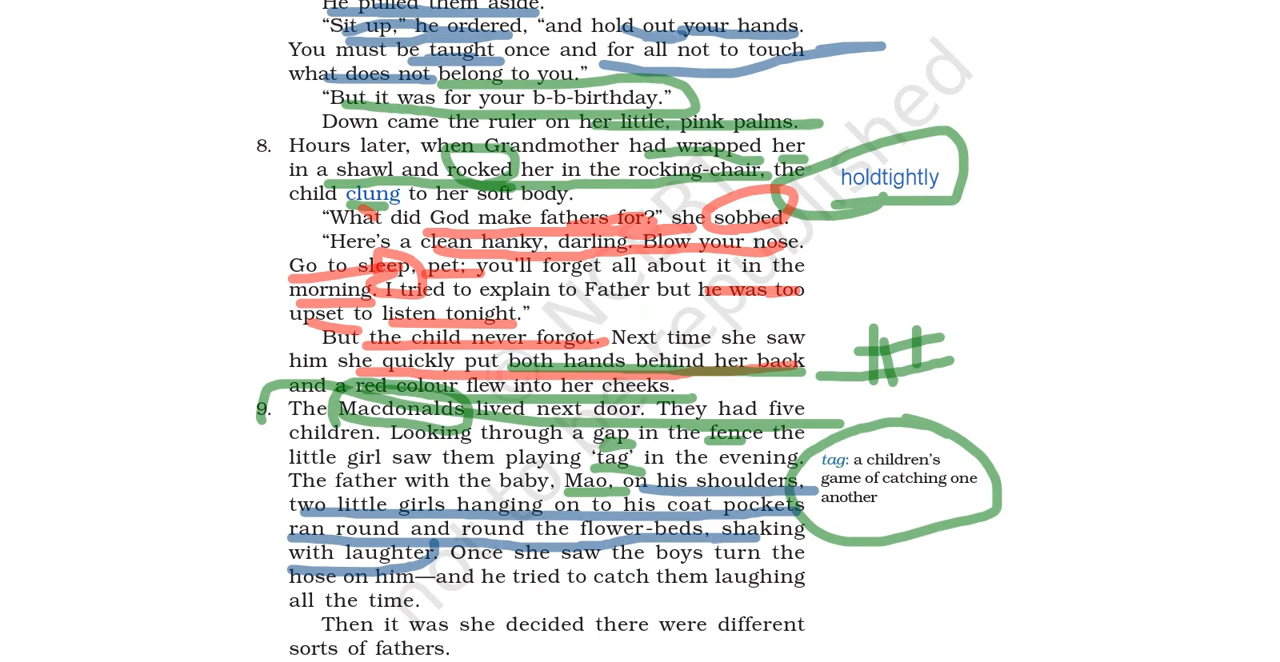 He pulled them aside.
“Sit up,” he ordered, “and hold out your hands.
You must be taught once and for all not to touch
what does not belong to you.”
“But it was for your b-b-birthday.”
Down came the ruler on her little, pink palms.
8. Hours later, when Grandmother had wrapped her
in a shawl and rocked her in the rocking-chair, the
child clung to her soft body.
holdtightly
“What did God make fathers for?” she sobbed.
“Here’s a clean hanky, darling. Blow your nose.
Go to sleep, pet; you’ll forget all about it in the
morning. I tried to explain to Father but he was too
upset to listen tonight.”
But the child never forgot. Next time she saw
him she quickly put both hands behind her back
and a red colour flew into her cheeks.
9. The Macdonalds lived next door. They had five
children. Looking through a gap in the fence the
little girl saw them playing ‘tag’ in the evening.
The father with the baby, Mao, on his shoulders,
two little girls hanging on to his coat pockets
ran round and round the flower-beds, shaking
with laughter. Once she saw the boys turn the
hose on him—and he tried to catch them laughing
all the time.
Then it was she decided there were different
sorts of fathers.
tag: a children’s
game of catching one
another
© NCERT
not to be republished